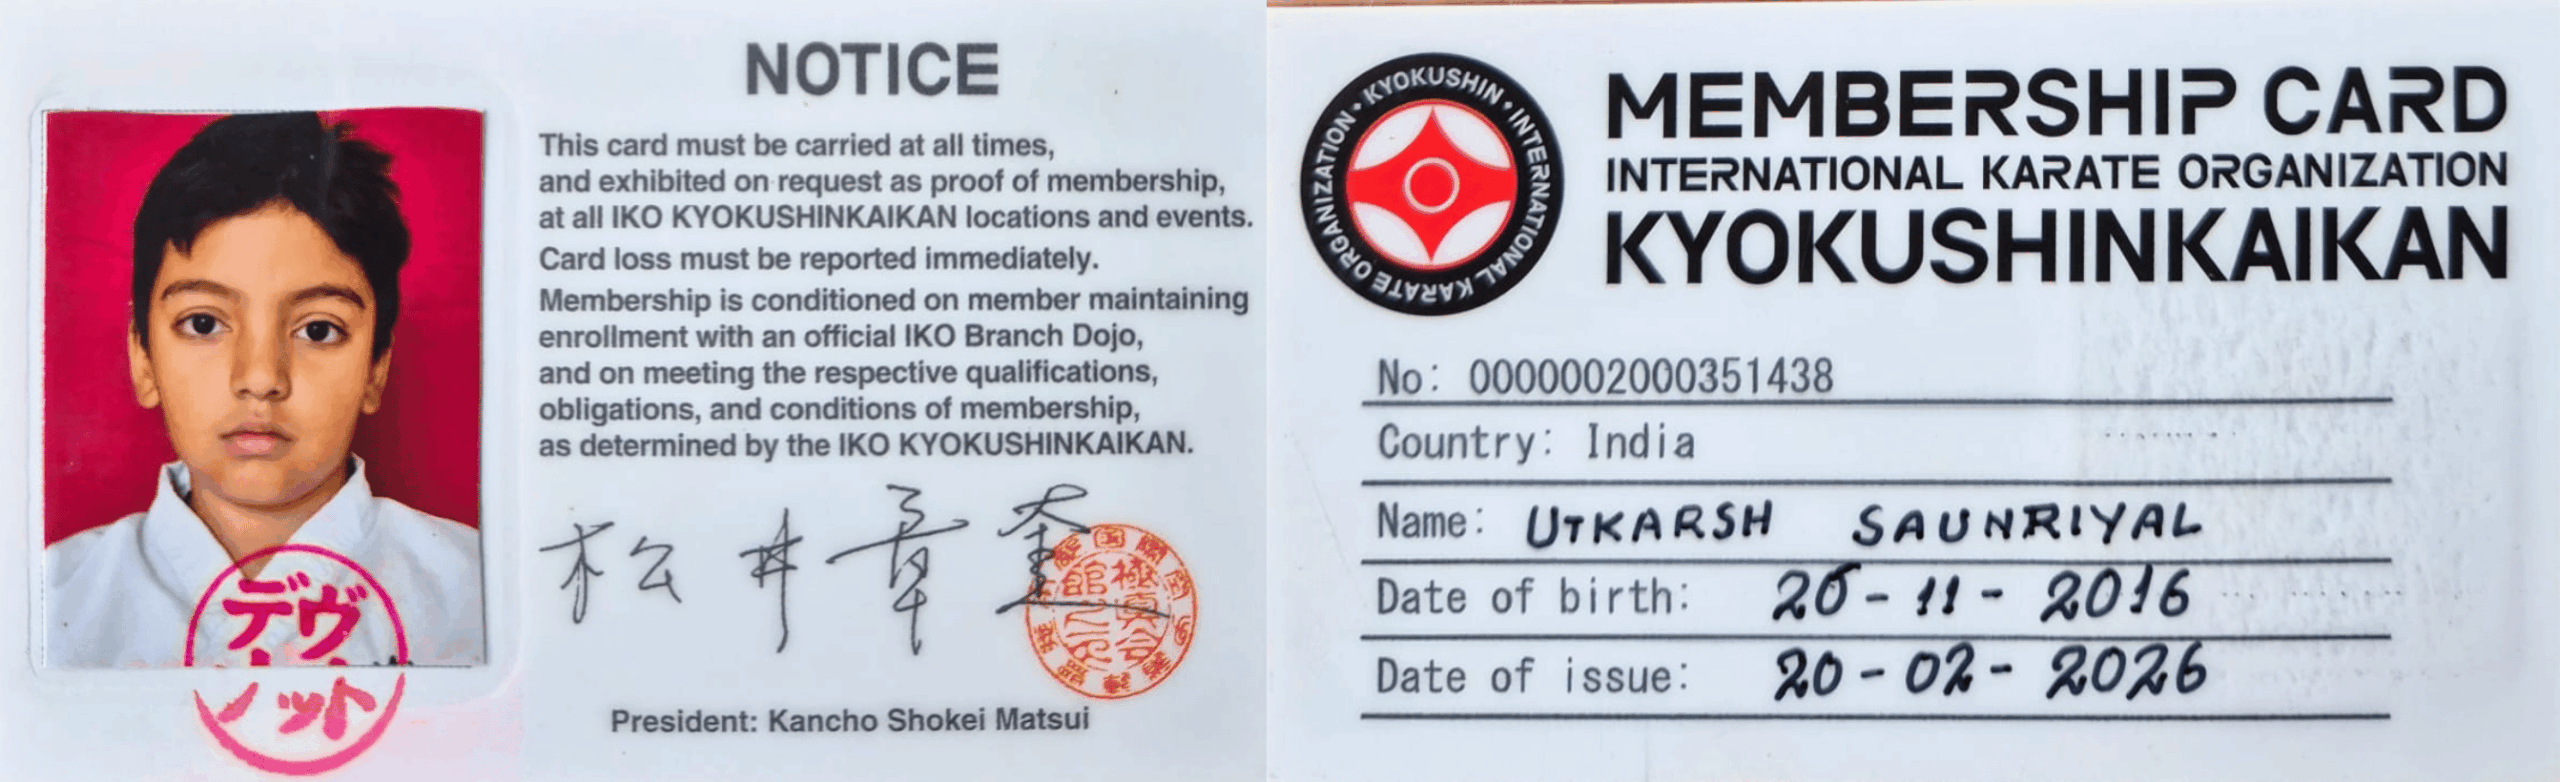 NOTICE
This card must be carried at all times,
and exhibited on request as proof of membership,
at all IKO KYOKUSHINKAIKAN locations and events.
Card loss must be reported immediately.
Membership is conditioned on member maintaining
enrollment with an official IKO Branch Dojo,
and on meeting the respective qualifications,
obligations, and conditions of membership,
as determined by the IKO KYOKUSHINKAIKAN.
松井章奎
President: Kancho Shokei Matsui
デヴ
ノット
KYOKUSHIN • INTERNATIONAL KARATE ORGANIZATION •
MEMBERSHIP CARD
INTERNATIONAL KARATE ORGANIZATION
KYOKUSHINKAIKAN
No: 0000002000351438
Country: India
Name: UTKARSH SAUNRIYAL
Date of birth: 20-11-2016
Date of issue: 20-02-2026